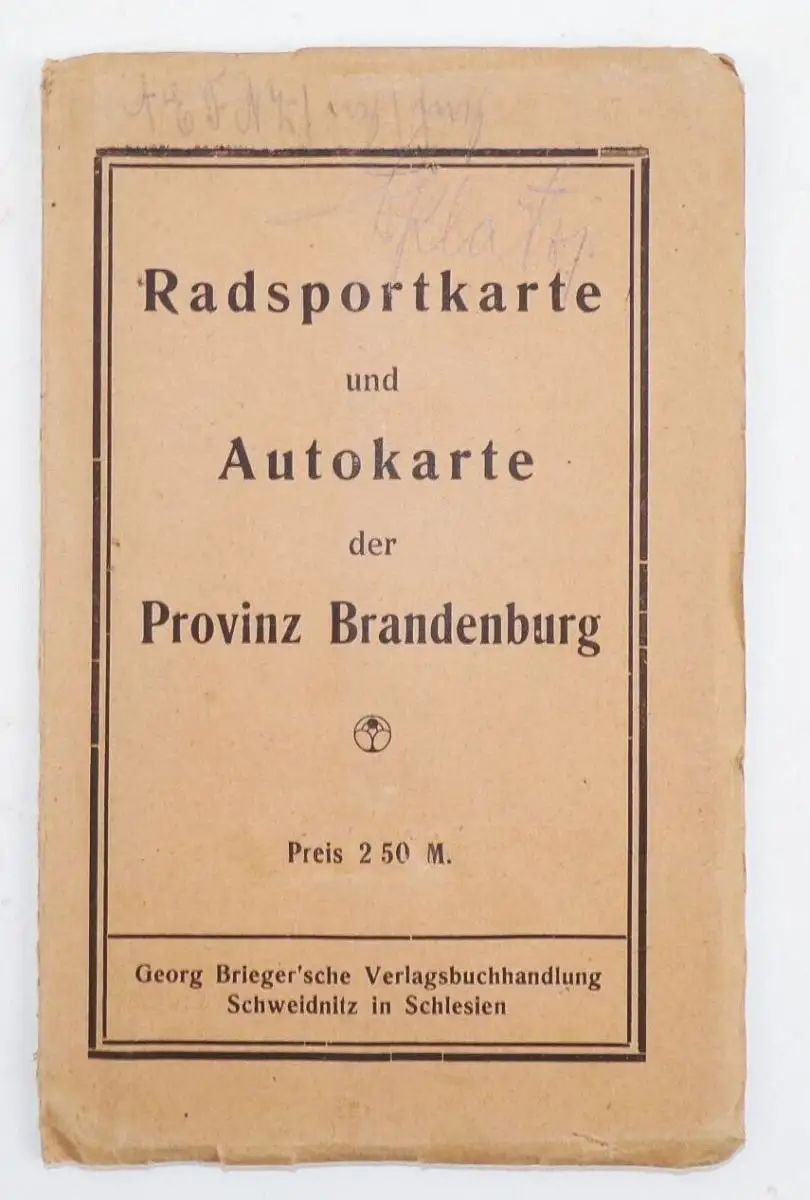 Radsportkarte
und
Autokarte
der
Provinz Brandenburg
Preis 2 50 M.
Georg Brieger'sche Verlagsbuchhandlung
Schweidnitz in Schlesien